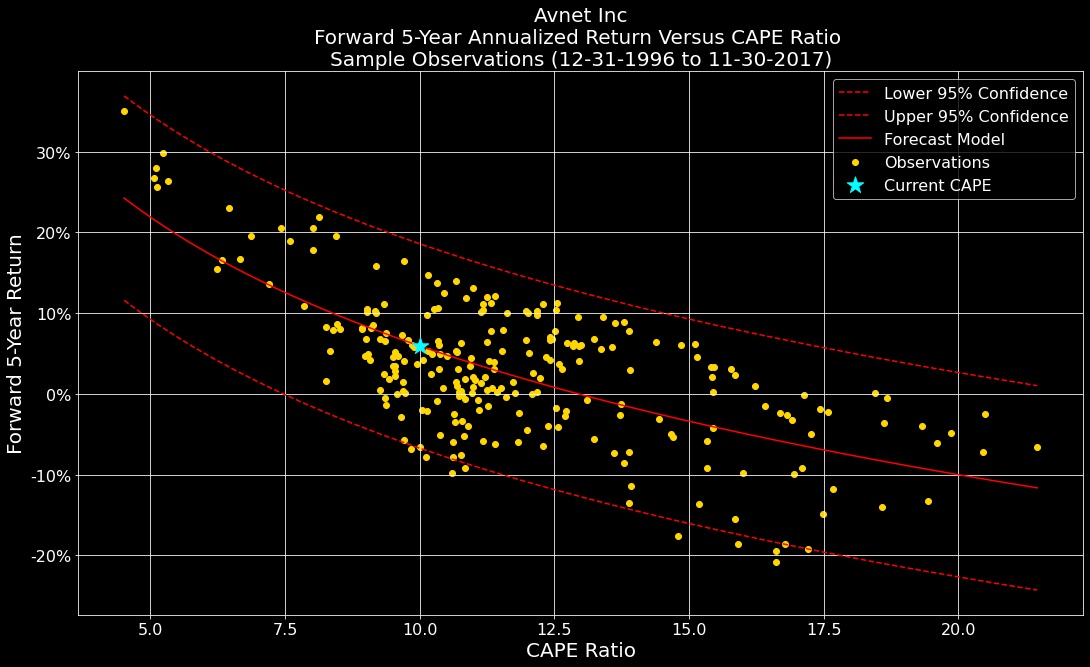 Avnet Inc
Forward 5-Year Annualized Return Versus CAPE Ratio
Sample Observations (12-31-1996 to 11-30-2017)
Lower 95% Confidence
Upper 95% Confidence
Forecast Model
Observations
Current CAPE
Forward 5-Year Return
30%
20%
10%
0%
-10%
-20%
5.0 7.5 10.0 12.5 15.0 17.5 20.0
CAPE Ratio